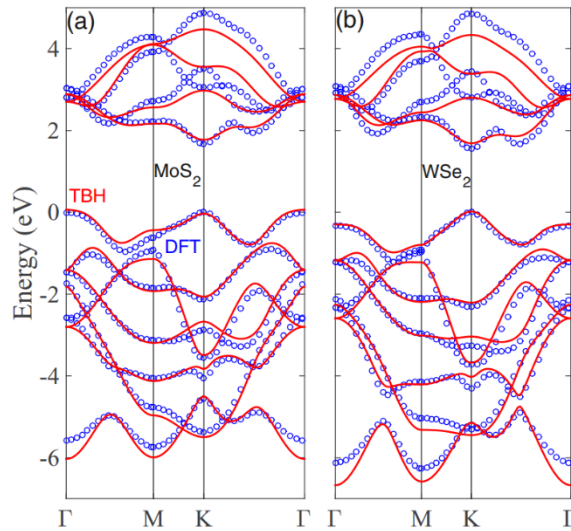 (a) (b)
4
2
MoS2 WSe2
TBH
0
DFT
-2
-4
-6
Energy (eV)
Γ M K Γ Γ M K Γ